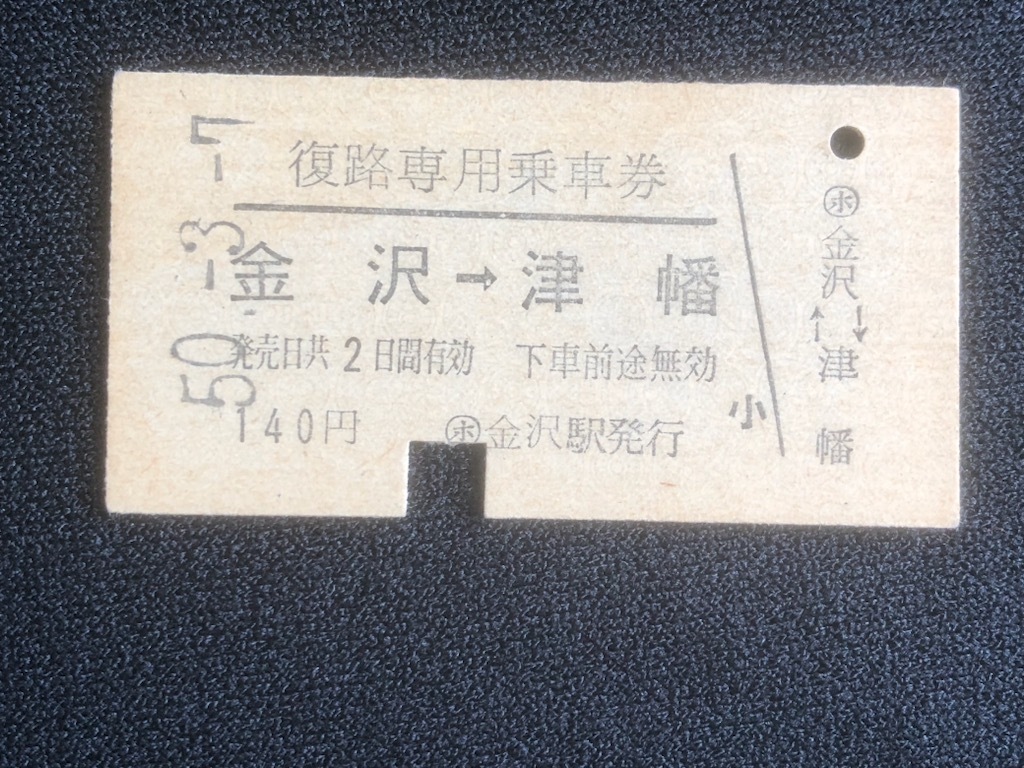 復路専用乗車券
金沢→津幡
発売日共2日間有効 下車前途無効
140円 ㋭金沢駅発行
小
㋭金沢
↑↓
津幡
50.-3.-7